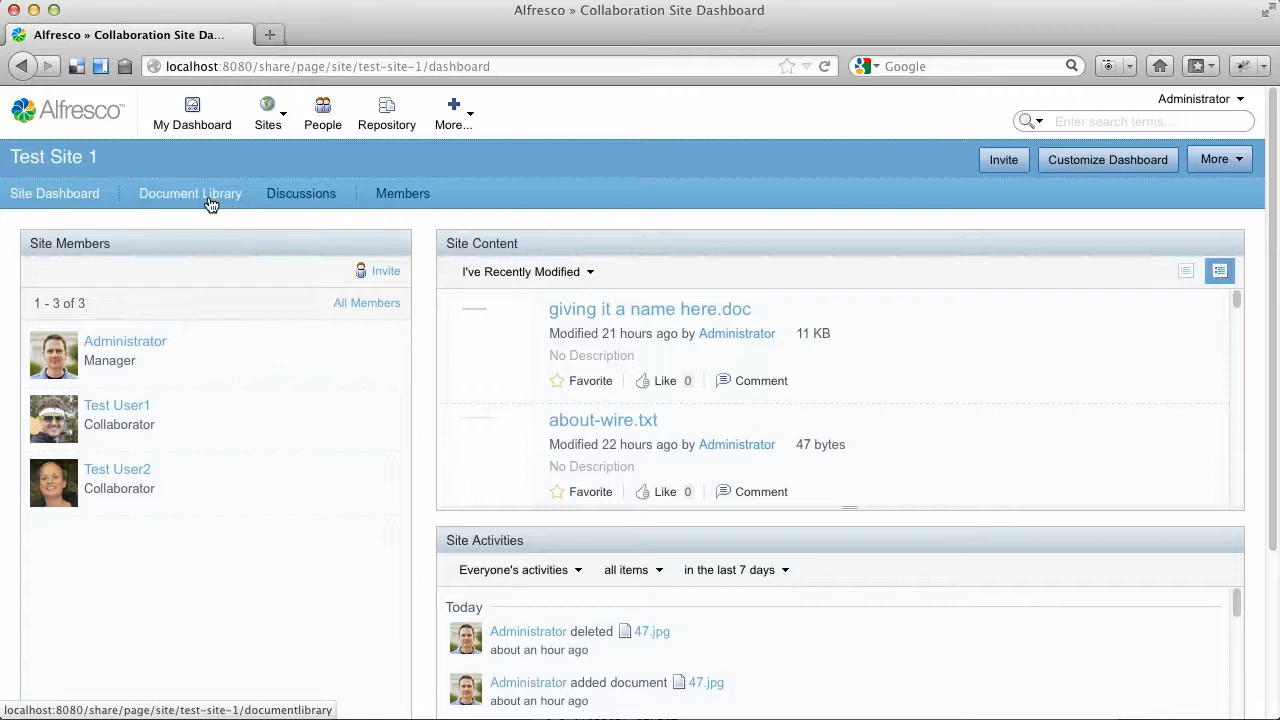 Alfresco » Collaboration Site Dashboard
Alfresco » Collaboration Site Da...
localhost:8080/share/page/site/test-site-1/dashboard
Google
Alfresco™
My Dashboard
Sites
People
Repository
More...
Administrator
Enter search terms...
Test Site 1
Invite
Customize Dashboard
More
Site Dashboard
Document Library
Discussions
Members
Site Members
Invite
1 - 3 of 3
All Members
Administrator
Manager
Test User1
Collaborator
Test User2
Collaborator
Site Content
I've Recently Modified
giving it a name here.doc
Modified 21 hours ago by Administrator 11 KB
No Description
Favorite Like 0 Comment
about-wire.txt
Modified 22 hours ago by Administrator 47 bytes
No Description
Favorite Like 0 Comment
Site Activities
Everyone's activities all items in the last 7 days
Today
Administrator deleted 47.jpg
about an hour ago
Administrator added document 47.jpg
about an hour ago
localhost:8080/share/page/site/test-site-1/documentlibrary